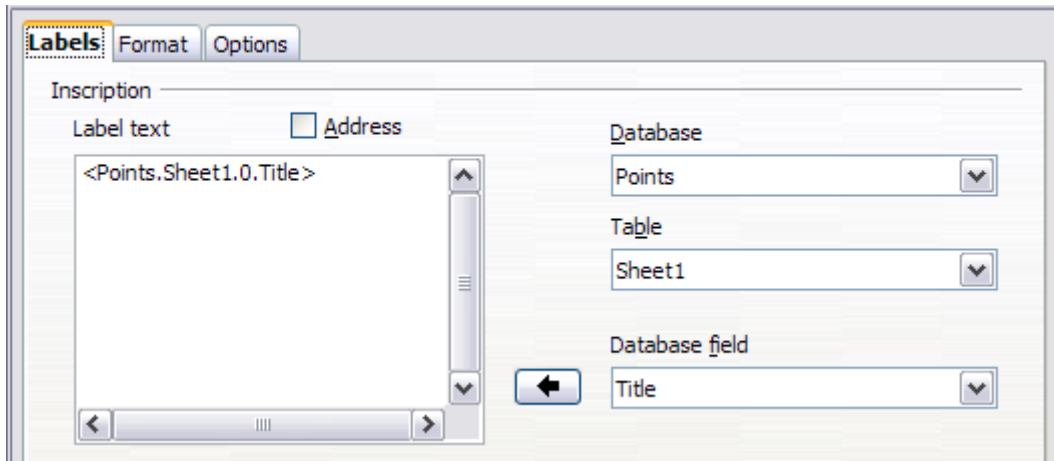 Labels Format Options
Inscription
Label text Address
<Points.Sheet1.0.Title>
Database
Points
Table
Sheet1
Database field
Title